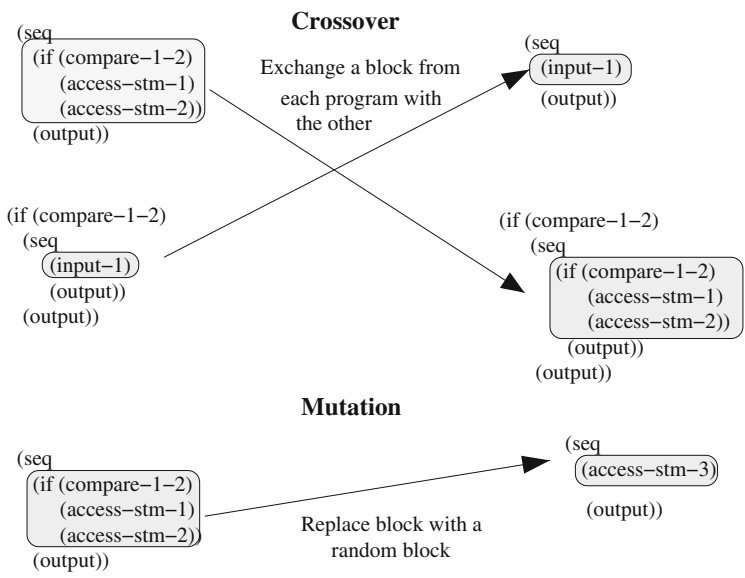 Crossover
(seq
(if (compare−1−2)
(access−stm−1)
(access−stm−2))
(output))
Exchange a block from
each program with
the other
(seq
(input−1)
(output))
(if (compare−1−2)
(seq
(input−1)
(output))
(output))
(if (compare−1−2)
(seq
(if (compare−1−2)
(access−stm−1)
(access−stm−2))
(output))
(output))
Mutation
(seq
(if (compare−1−2)
(access−stm−1)
(access−stm−2))
(output))
Replace block with a
random block
(seq
(access−stm−3)
(output))